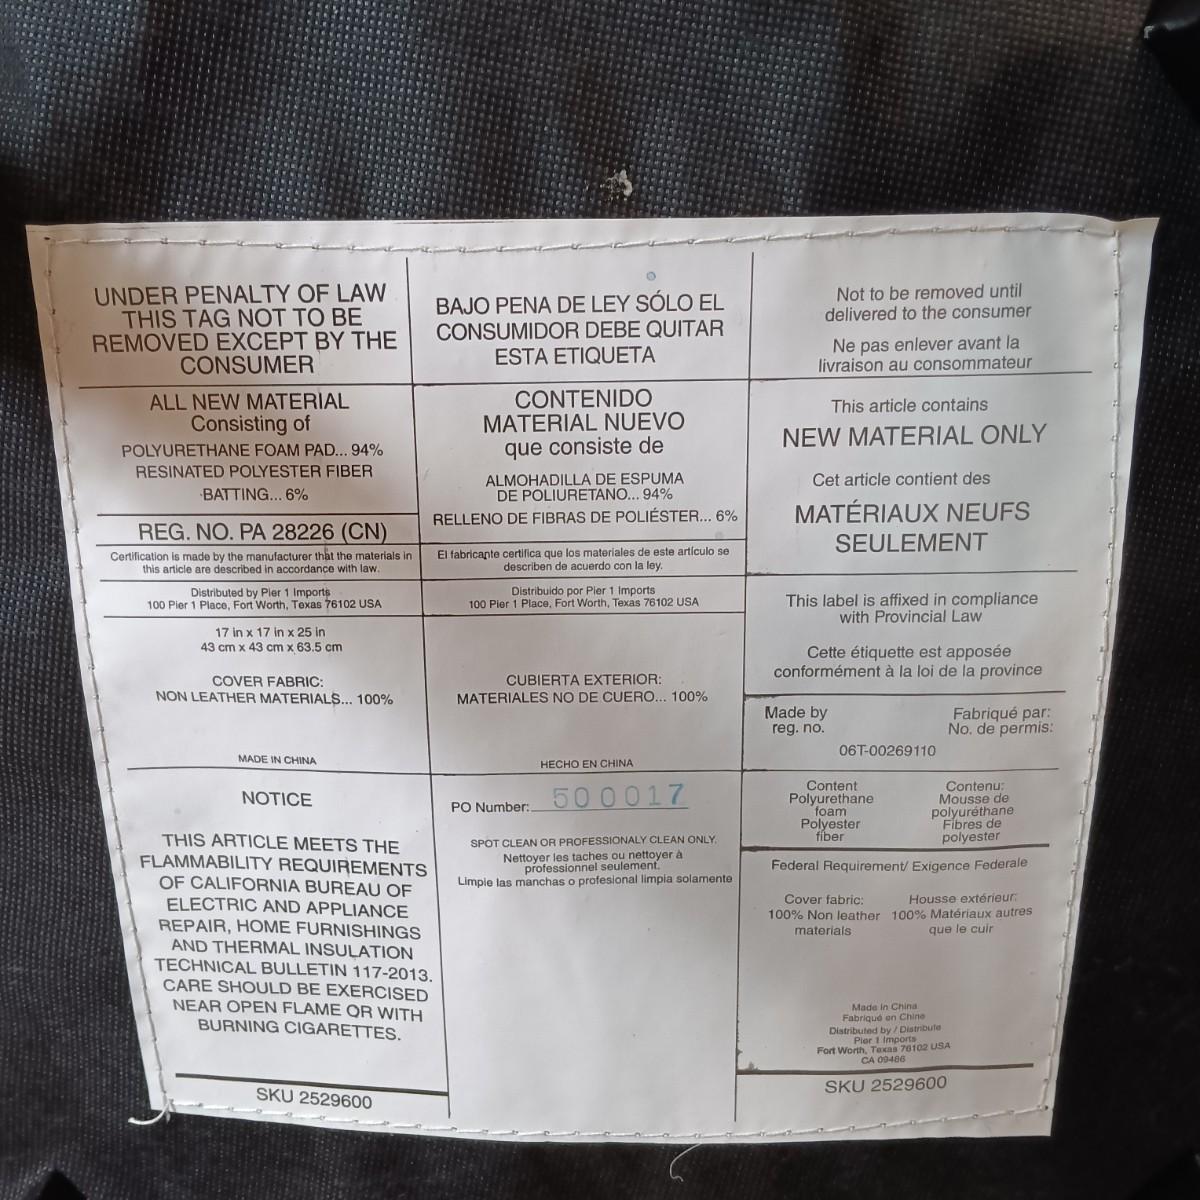 UNDER PENALTY OF LAW
THIS TAG NOT TO BE
REMOVED EXCEPT BY THE
CONSUMER
ALL NEW MATERIAL
Consisting of
POLYURETHANE FOAM PAD... 94%
RESINATED POLYESTER FIBER
BATTING... 6%
REG. NO. PA 28226 (CN)
Certification is made by the manufacturer that the materials in
this article are described in accordance with law.
Distributed by Pier 1 Imports
100 Pier 1 Place, Fort Worth, Texas 76102 USA
17 in x 17 in x 25 in
43 cm x 43 cm x 63.5 cm
COVER FABRIC:
NON LEATHER MATERIALS... 100%
MADE IN CHINA
NOTICE
THIS ARTICLE MEETS THE
FLAMMABILITY REQUIREMENTS
OF CALIFORNIA BUREAU OF
ELECTRIC AND APPLIANCE
REPAIR, HOME FURNISHINGS
AND THERMAL INSULATION
TECHNICAL BULLETIN 117-2013.
CARE SHOULD BE EXERCISED
NEAR OPEN FLAME OR WITH
BURNING CIGARETTES.
SKU 2529600
BAJO PENA DE LEY SÓLO EL
CONSUMIDOR DEBE QUITAR
ESTA ETIQUETA
CONTENIDO
MATERIAL NUEVO
que consiste de
ALMOHADILLA DE ESPUMA
DE POLIURETANO... 94%
RELLENO DE FIBRAS DE POLIÉSTER... 6%
El fabricante certifica que los materiales de este artículo se
describen de acuerdo con la ley.
Distribuido por Pier 1 Imports
100 Pier 1 Place, Fort Worth, Texas 76102 USA
CUBIERTA EXTERIOR:
MATERIALES NO DE CUERO... 100%
HECHO EN CHINA
PO Number: 500017
SPOT CLEAN OR PROFESSIONALY CLEAN ONLY.
Nettoyer les taches ou nettoyer à
professionnel seulement.
Limpie las manchas o profesional limpia solamente
Not to be removed until
delivered to the consumer
Ne pas enlever avant la
livraison au consommateur
This article contains
NEW MATERIAL ONLY
Cet article contient des
MATÉRIAUX NEUFS
SEULEMENT
This label is affixed in compliance
with Provincial Law
Cette étiquette est apposée
conformément à la loi de la province
Made by Fabriqué par:
reg. no. No. de permis:
06T-00269110
Content Contenu:
Polyurethane Mousse de
foam polyuréthane
Polyester Fibres de
fiber polyester
Federal Requirement/ Exigence Federale
Cover fabric: Housse extérieur:
100% Non leather 100% Matériaux autres
materials que le cuir
Made in China
Fabriqué en Chine
Distributed by / Distribute
Pier 1 Imports
Fort Worth, Texas 76102 USA
CA 09486
SKU 2529600